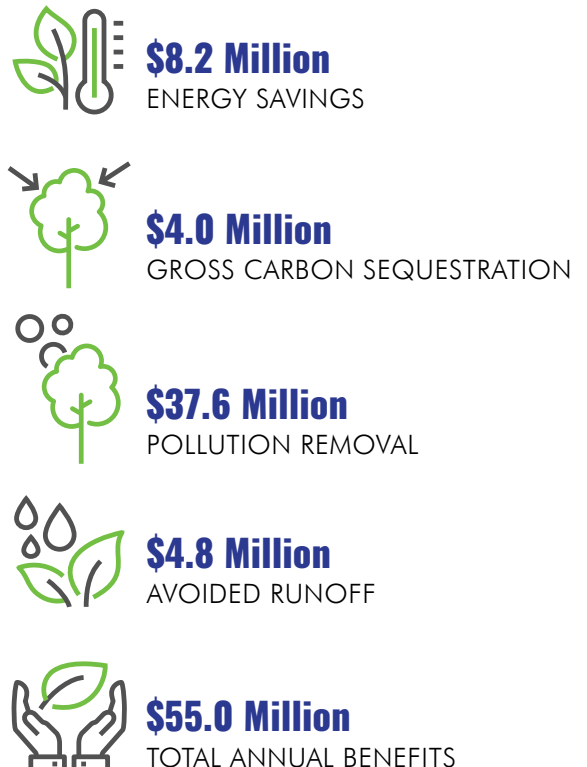 $8.2 Million
ENERGY SAVINGS
$4.0 Million
GROSS CARBON SEQUESTRATION
$37.6 Million
POLLUTION REMOVAL
$4.8 Million
AVOIDED RUNOFF
$55.0 Million
TOTAL ANNUAL BENEFITS